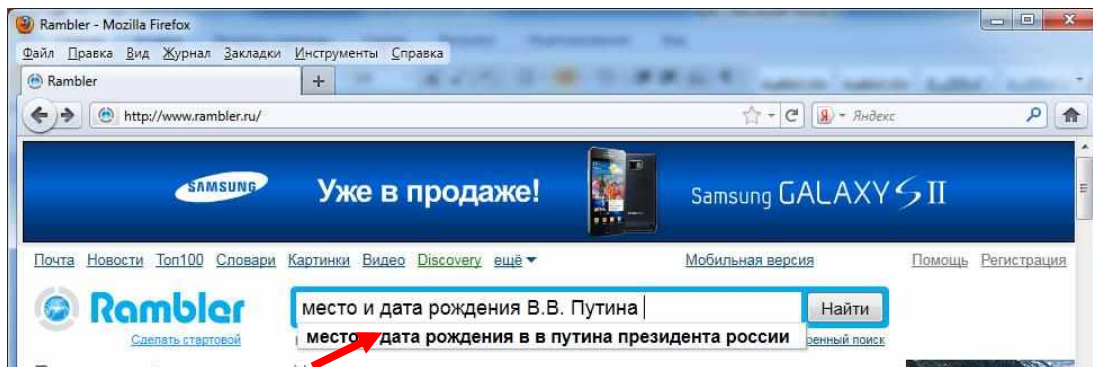 Rambler - Mozilla Firefox
Файл Правка Вид Журнал Закладки Инструменты Справка
Rambler
http://www.rambler.ru/
Яндекс
SAMSUNG Уже в продаже! Samsung GALAXY S II
Почта Новости Топ100 Словари Картинки Видео Discovery ещё Мобильная версия Помощь Регистрация
Rambler место и дата рождения В.В. Путина Найти
Сделать стартовой место и дата рождения в в путина президента россии поиск